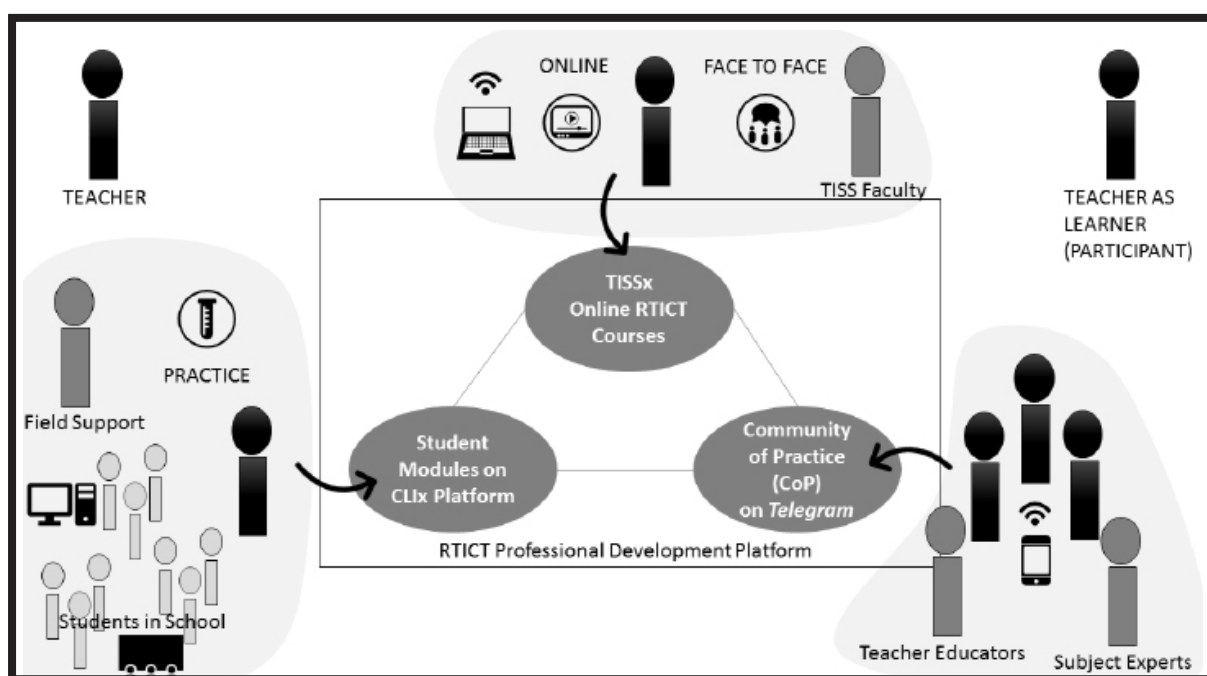 ONLINE
FACE TO FACE
TEACHER
TISS Faculty
TEACHER AS
LEARNER
(PARTICIPANT)
TISSx
Online RTICT
Courses
PRACTICE
Field Support
Student
Modules on
CLIx Platform
Community
of Practice
(CoP)
on Telegram
RTICT Professional Development Platform
Students in School
Teacher Educators
Subject Experts